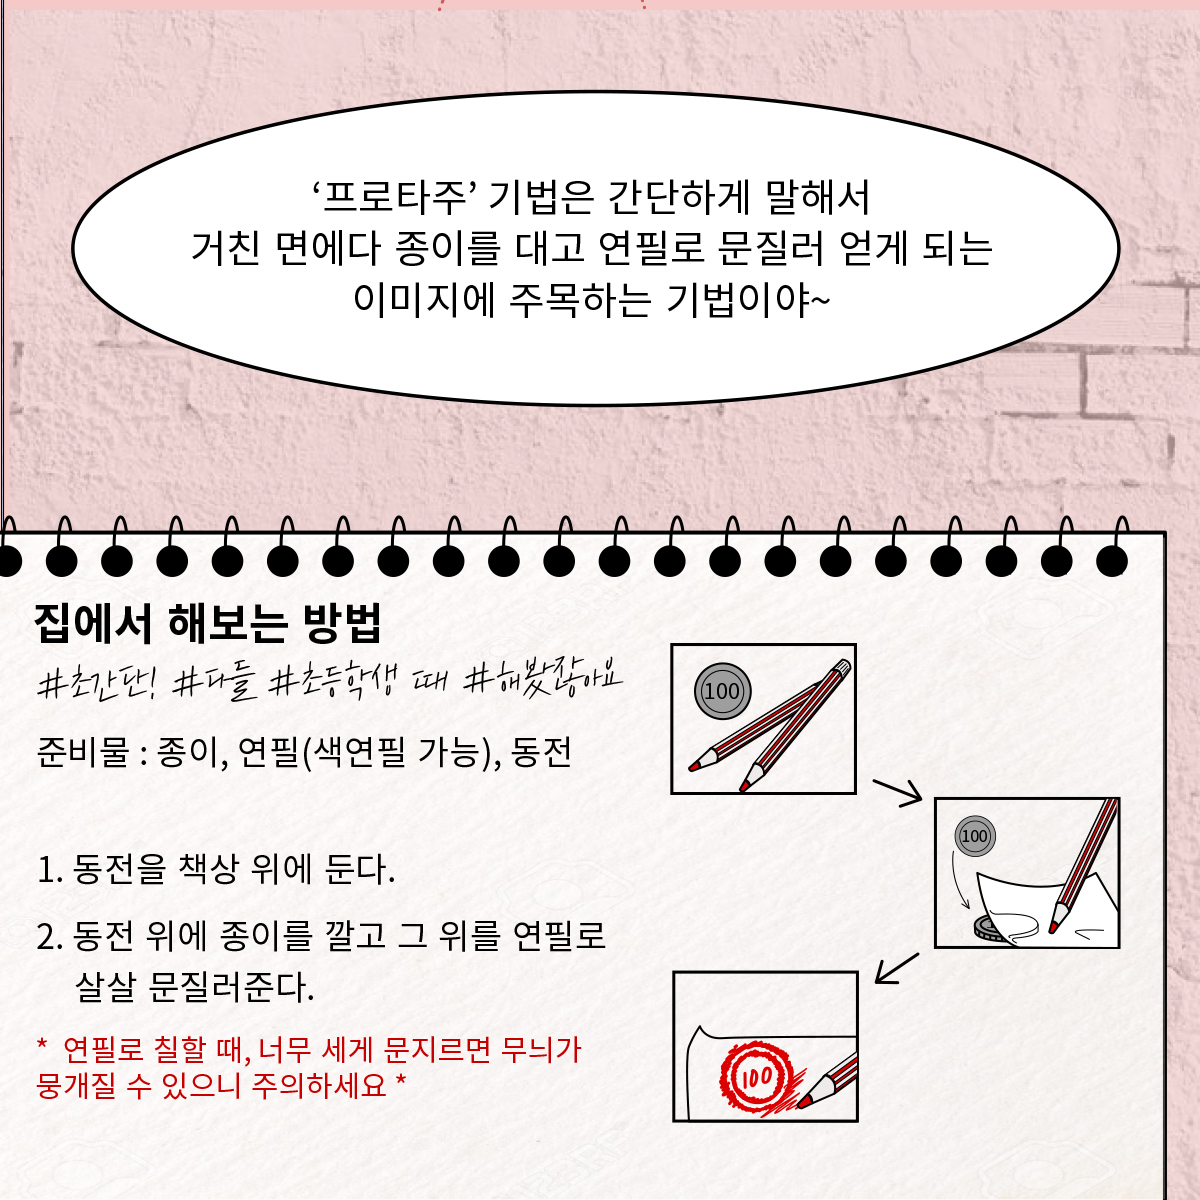 ‘프로타주’ 기법은 간단하게 말해서
거친 면에다 종이를 대고 연필로 문질러 얻게 되는
이미지에 주목하는 기법이야~
집에서 해보는 방법
#초간단! #다들 #초등학생 때 #해봤잖아요
준비물 : 종이, 연필(색연필 가능), 동전
1. 동전을 책상 위에 둔다.
2. 동전 위에 종이를 깔고 그 위를 연필로
살살 문질러준다.
* 연필로 칠할 때, 너무 세게 문지르면 무늬가
뭉개질 수 있으니 주의하세요 *
100
100
100